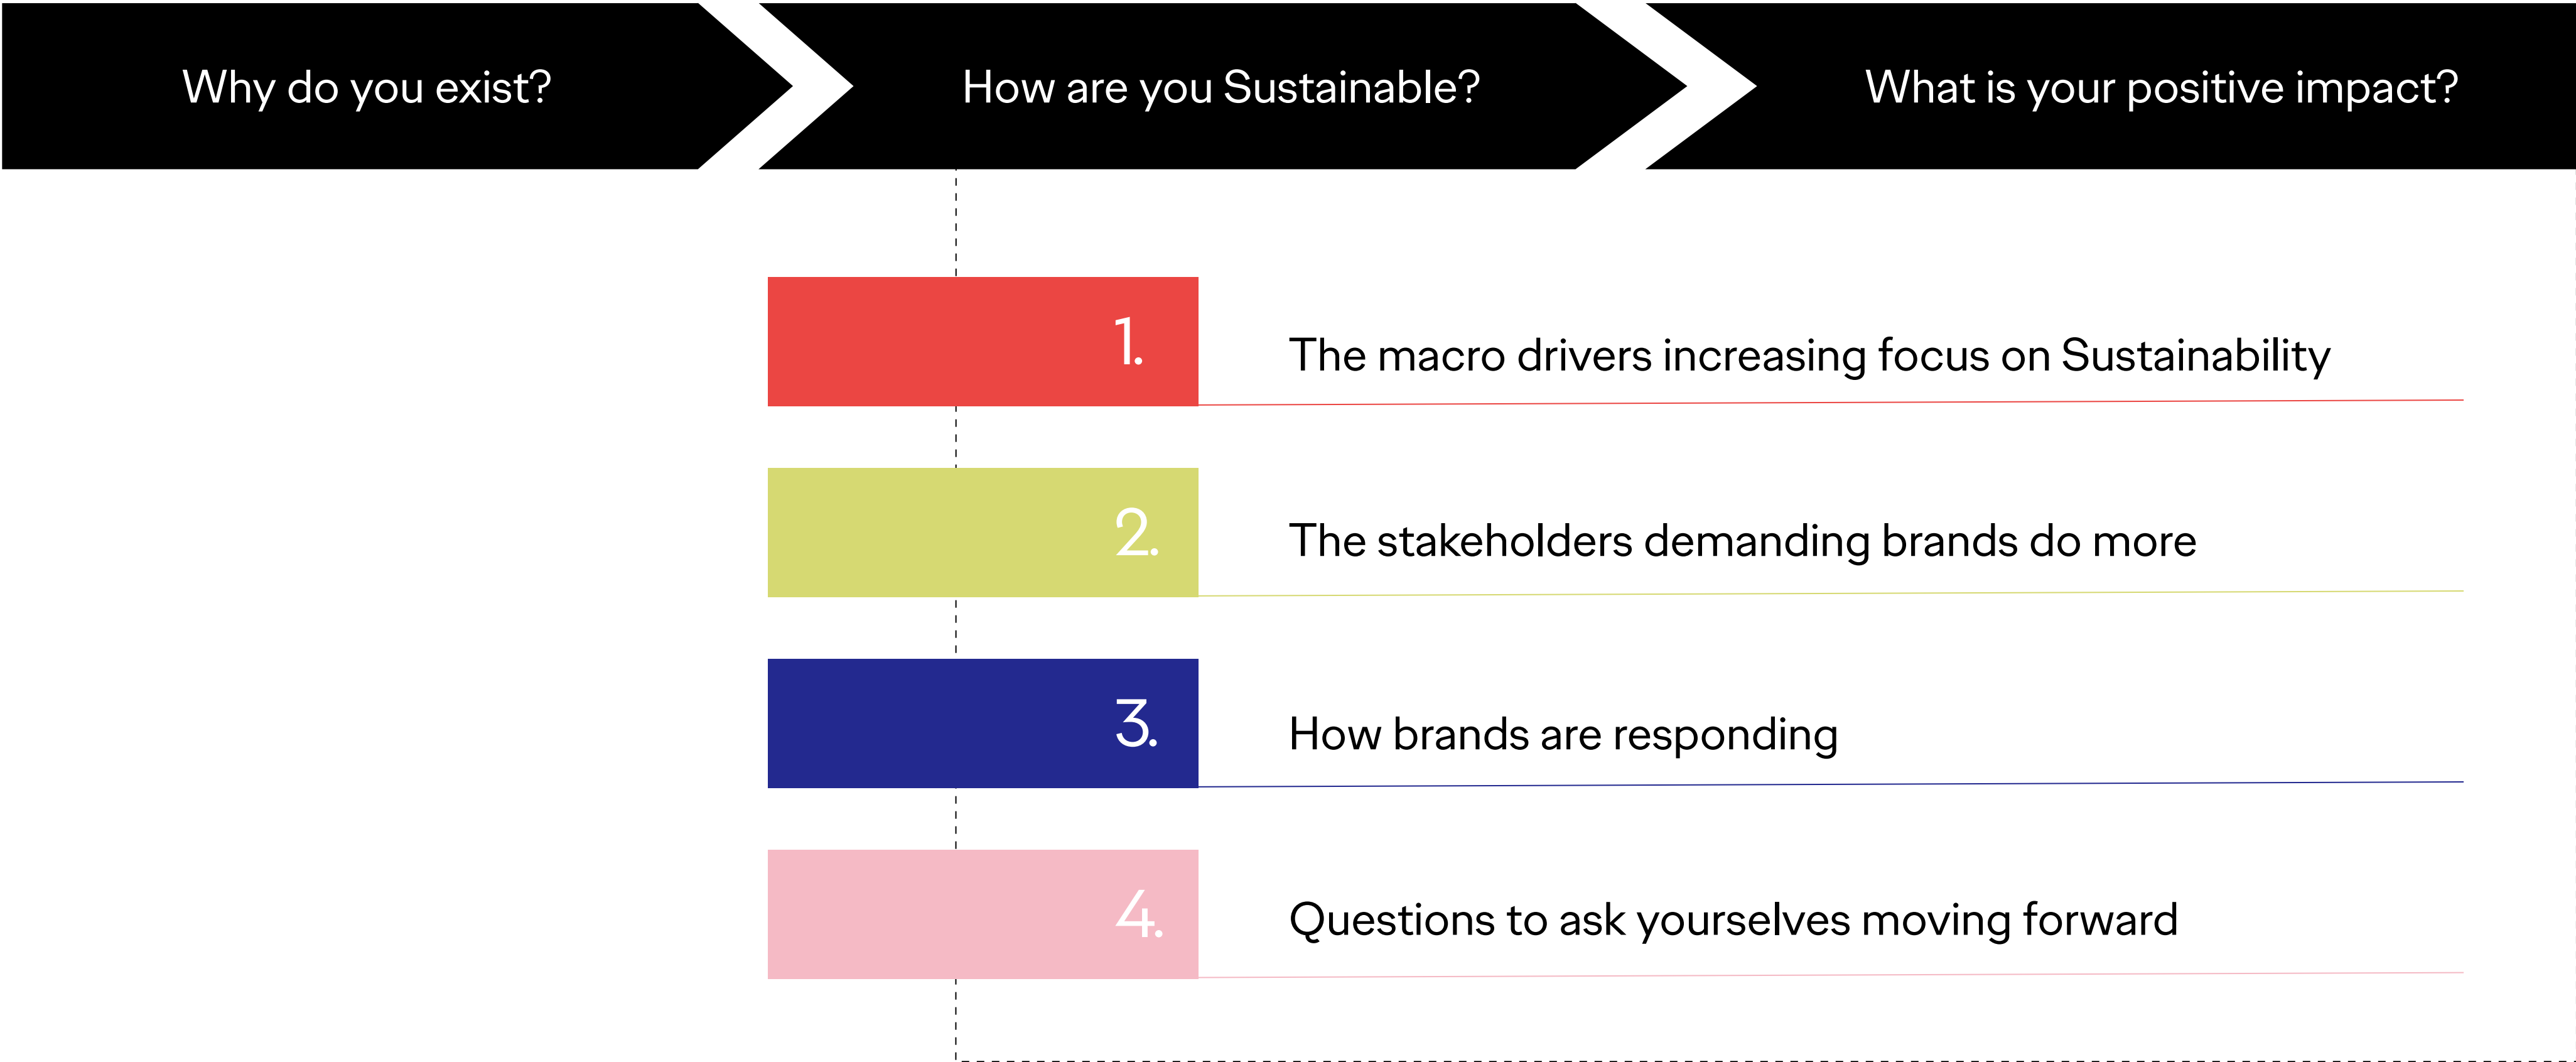 Why do you exist?
How are you Sustainable?
What is your positive impact?
1.
The macro drivers increasing focus on Sustainability
2.
The stakeholders demanding brands do more
3.
How brands are responding
4.
Questions to ask yourselves moving forward